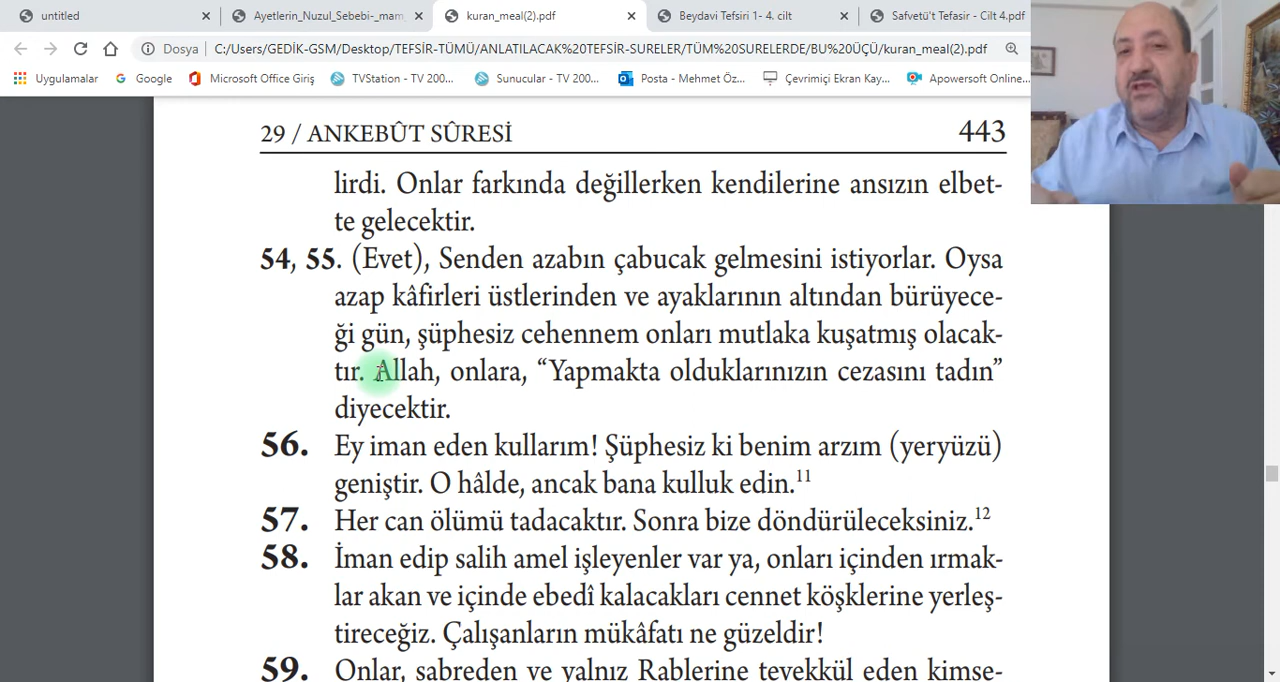 untitled
Ayetlerin_Nuzul_Sebebi-_mam
kuran_meal(2).pdf
Beydavi Tefsiri 1- 4. cilt
Safvetü't Tefasir - Cilt 4.pdf
Dosya
C:/Users/GEDİK-GSM/Desktop/TEFSİR-TÜMÜ/ANLATILACAK%20TEFSİR-SURELER/TÜM%20SURELERDE/BU%20ÜÇÜ/kuran_meal(2).pdf
Uygulamalar
Google
Microsoft Office Giriş
TVStation - TV 200...
Sunucular - TV 200...
Posta - Mehmet Öz...
Çevrimiçi Ekran Kay...
Apowersoft Online...
29 / ANKEBÛT SÛRESİ 443
lirdi. Onlar farkında değillerken kendilerine ansızın elbet-
te gelecektir.
54, 55. (Evet), Senden azabın çabucak gelmesini istiyorlar. Oysa
azap kâfirleri üstlerinden ve ayaklarının altından bürüyece-
ği gün, şüphesiz cehennem onları mutlaka kuşatmış olacak-
tır. Allah, onlara, “Yapmakta olduklarınızın cezasını tadın”
diyecektir.
56. Ey iman eden kullarım! Şüphesiz ki benim arzım (yeryüzü)
geniştir. O hâlde, ancak bana kulluk edin.11
57. Her can ölümü tadacaktır. Sonra bize döndürüleceksiniz.12
58. İman edip salih amel işleyenler var ya, onları içinden ırmak-
lar akan ve içinde ebedî kalacakları cennet köşklerine yerleş-
tireceğiz. Çalışanların mükâfatı ne güzeldir!
59. Onlar, sabreden ve yalnız Rablerine tevekkül eden kimse-